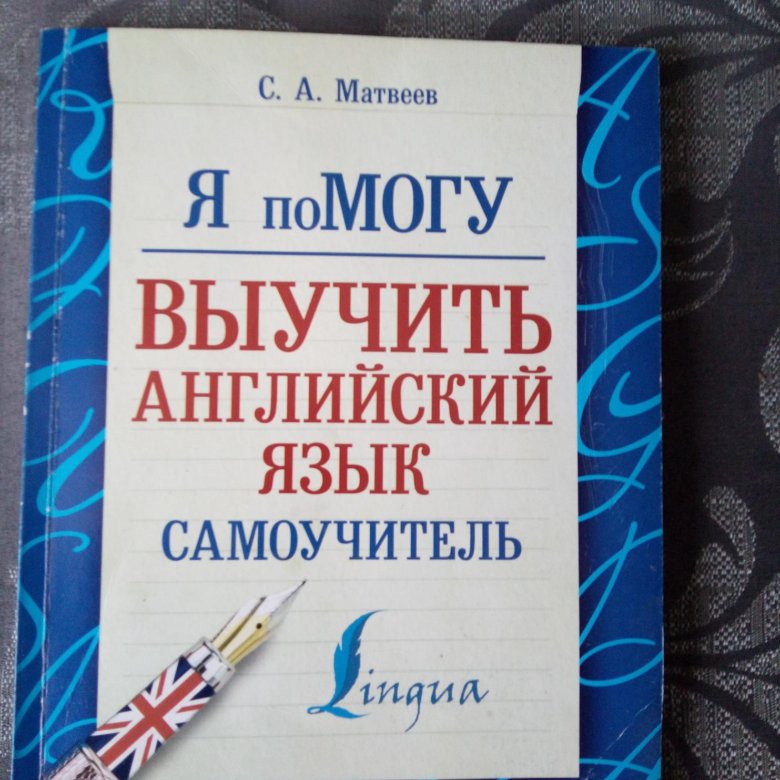 С. А. Матвеев
Я поМОГУ
ВЫУЧИТЬ
АНГЛИЙСКИЙ
ЯЗЫК
САМОУЧИТЕЛЬ
Lingua